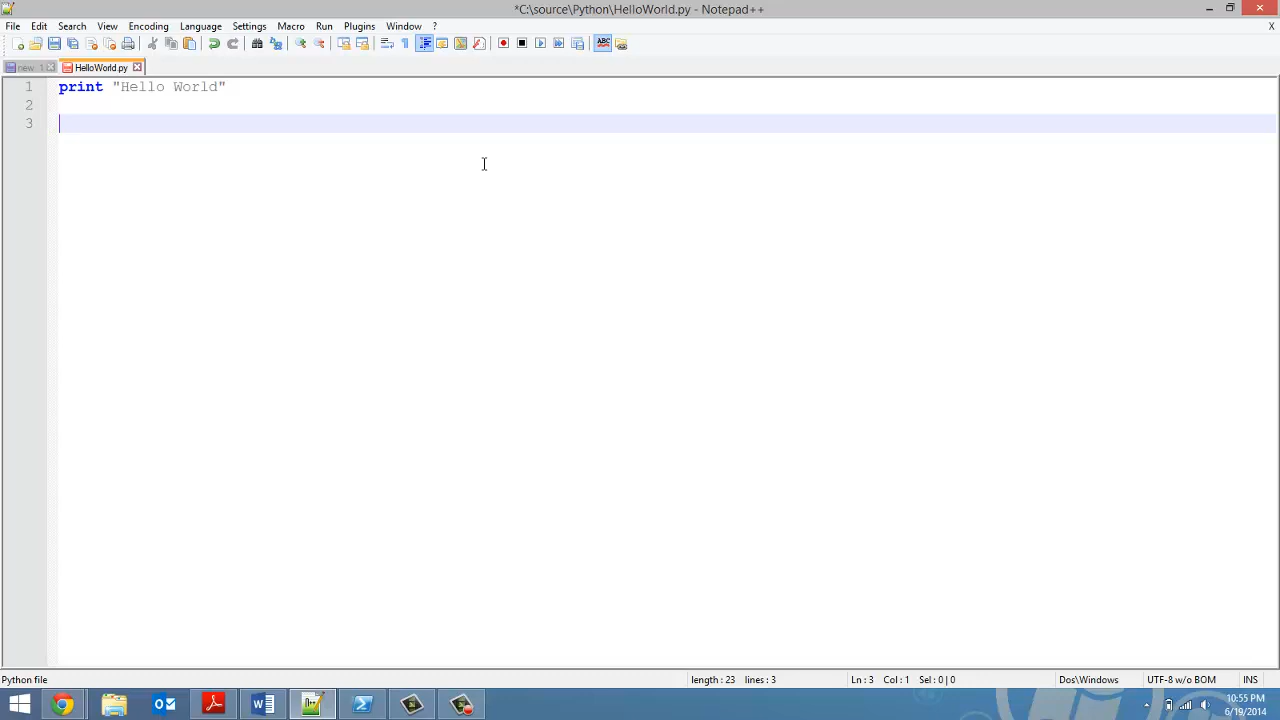 *C:\source\Python\HelloWorld.py - Notepad++
File Edit Search View Encoding Language Settings Macro Run Plugins Window ? X
new 1 HelloWorld.py
1 print "Hello World"
2
3
Python file length : 23 lines : 3 Ln : 3 Col : 1 Sel : 0 | 0 Dos\Windows UTF-8 w/o BOM INS
10:55 PM
6/19/2014